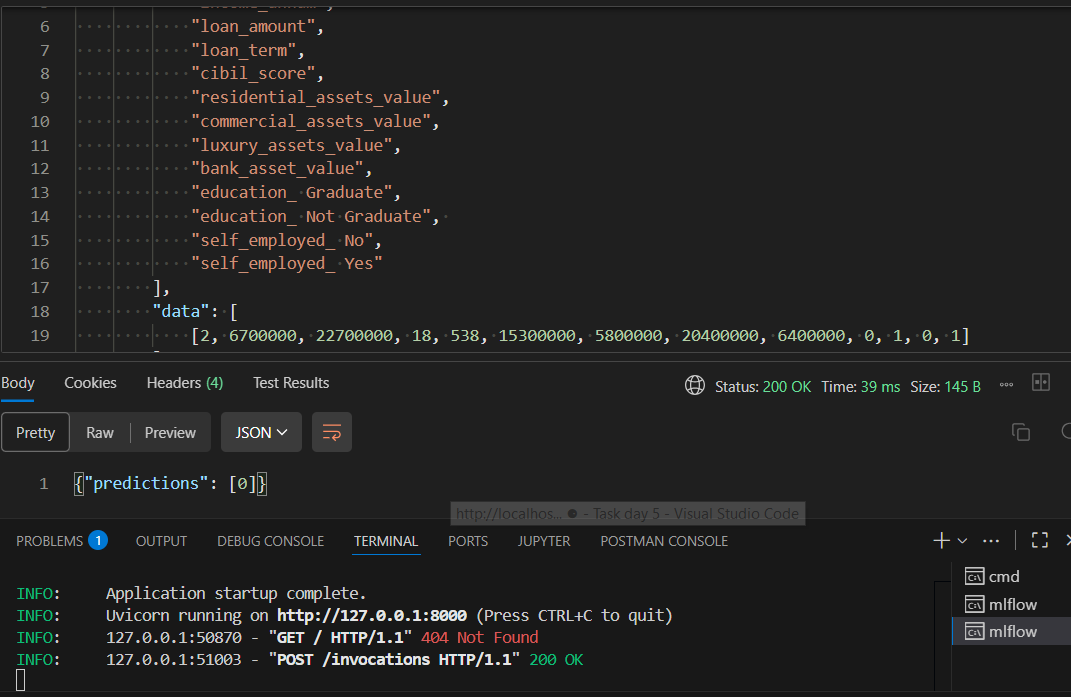 6 "loan_amount",
7 "loan_term",
8 "cibil_score",
9 "residential_assets_value",
10 "commercial_assets_value",
11 "luxury_assets_value",
12 "bank_asset_value",
13 "education_ Graduate",
14 "education_ Not Graduate",
15 "self_employed_ No",
16 "self_employed_ Yes"
17 ],
18 "data": [
19 [2, 6700000, 22700000, 18, 538, 15300000, 5800000, 20400000, 6400000, 0, 1, 0, 1]
Body Cookies Headers (4) Test Results Status: 200 OK Time: 39 ms Size: 145 B
Pretty Raw Preview JSON
1 {"predictions": [0]}
http://localhos... ● - Task day 5 - Visual Studio Code
PROBLEMS 1 OUTPUT DEBUG CONSOLE TERMINAL PORTS JUPYTER POSTMAN CONSOLE
INFO: Application startup complete.
INFO: Uvicorn running on http://127.0.0.1:8000 (Press CTRL+C to quit)
INFO: 127.0.0.1:50870 - "GET / HTTP/1.1" 404 Not Found
INFO: 127.0.0.1:51003 - "POST /invocations HTTP/1.1" 200 OK
cmd
mlflow
mlflow